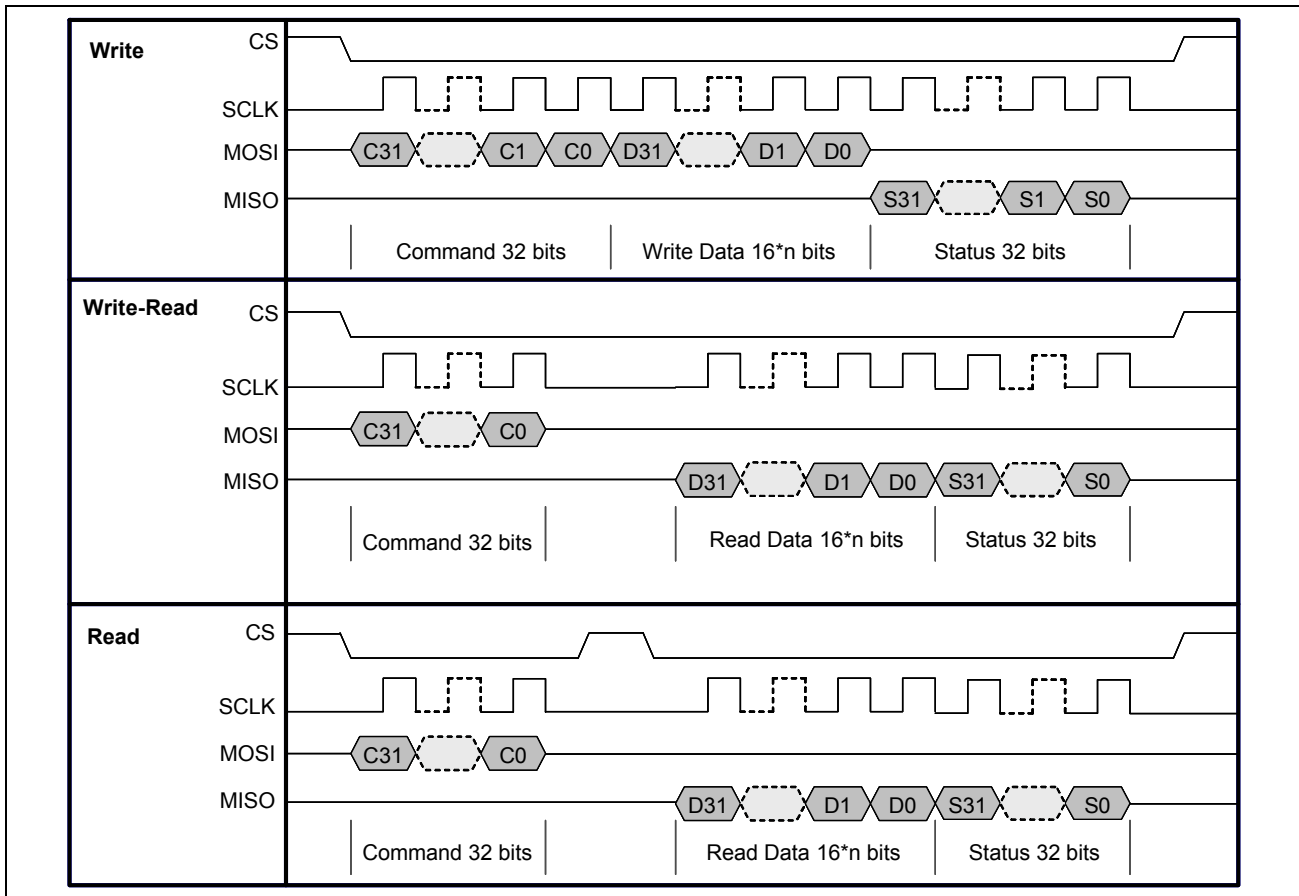 Write
CS
SCLK
MOSI C31 C1 C0 D31 D1 D0
MISO S31 S1 S0
Command 32 bits Write Data 16*n bits Status 32 bits
Write-Read
CS
SCLK
MOSI C31 C0
MISO D31 D1 D0 S31 S0
Command 32 bits Read Data 16*n bits Status 32 bits
Read
CS
SCLK
MOSI C31 C0
MISO D31 D1 D0 S31 S0
Command 32 bits Read Data 16*n bits Status 32 bits